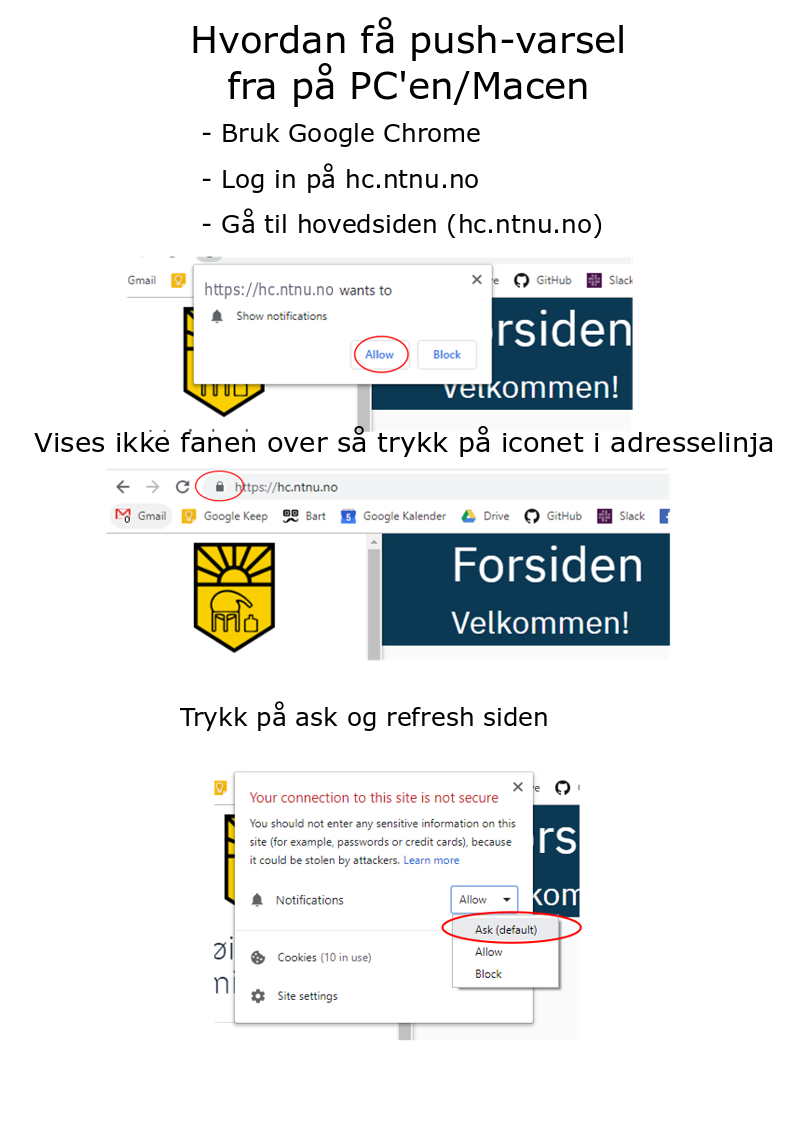 Hvordan få push-varsel
fra på PC'en/Macen
- Bruk Google Chrome
- Log in på hc.ntnu.no
- Gå til hovedsiden (hc.ntnu.no)
Gmail GitHub Slack
https://hc.ntnu.no wants to
Show notifications
Allow Block
orsiden
Velkommen!
Vises ikke fanen over så trykk på iconet i adresselinja
https://hc.ntnu.no
Gmail Google Keep Bart 5 Google Kalender Drive GitHub Slack
Forsiden
Velkommen!
Trykk på ask og refresh siden
Your connection to this site is not secure
You should not enter any sensitive information on this
site (for example, passwords or credit cards), because
it could be stolen by attackers. Learn more
Notifications Allow
Ask (default)
Allow
Block
Cookies (10 in use)
Site settings